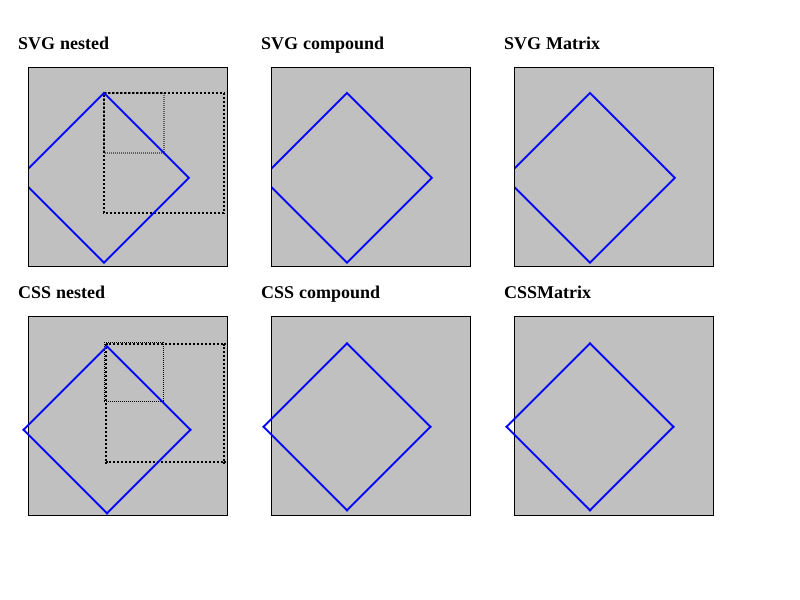 SVG nested
SVG compound
SVG Matrix
CSS nested
CSS compound
CSSMatrix